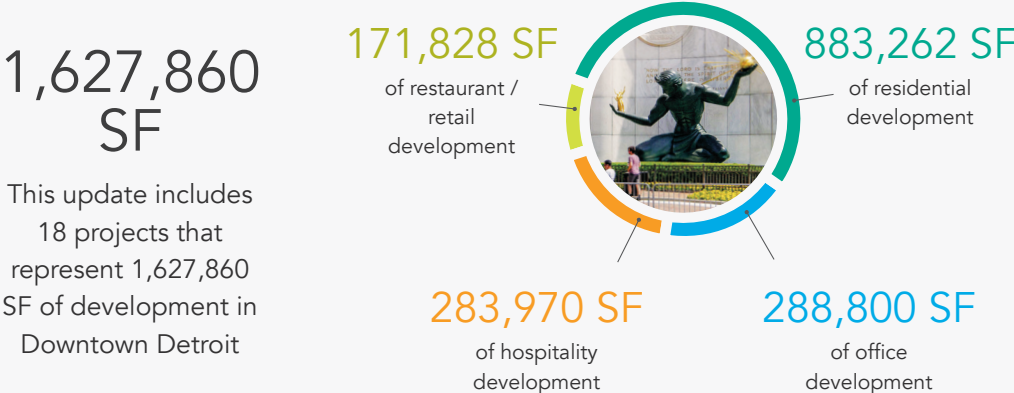 1,627,860
SF
This update includes
18 projects that
represent 1,627,860
SF of development in
Downtown Detroit
171,828 SF
of restaurant /
retail
development
883,262 SF
of residential
development
283,970 SF
of hospitality
development
288,800 SF
of office
development